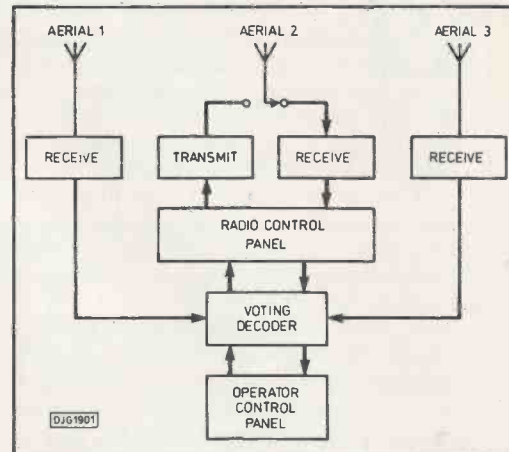 AERIAL 1
AERIAL 2
AERIAL 3
RECEIVE
TRANSMIT
RECEIVE
RECEIVE
RADIO CONTROL
PANEL
VOTING
DECODER
OPERATOR
CONTROL
PANEL
DJG1901